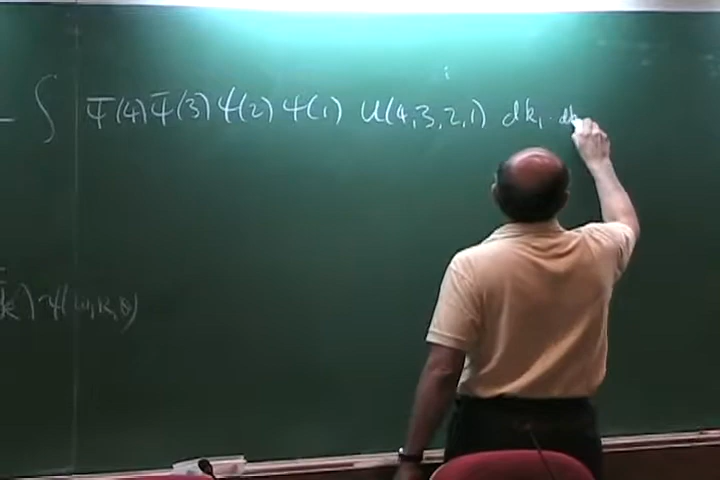 - ∫ ψ̄(4) ψ̄(3) ψ(2) ψ(1) U(4,3,2,1) dk₁ · dk
k) ψ(ω, k, θ)